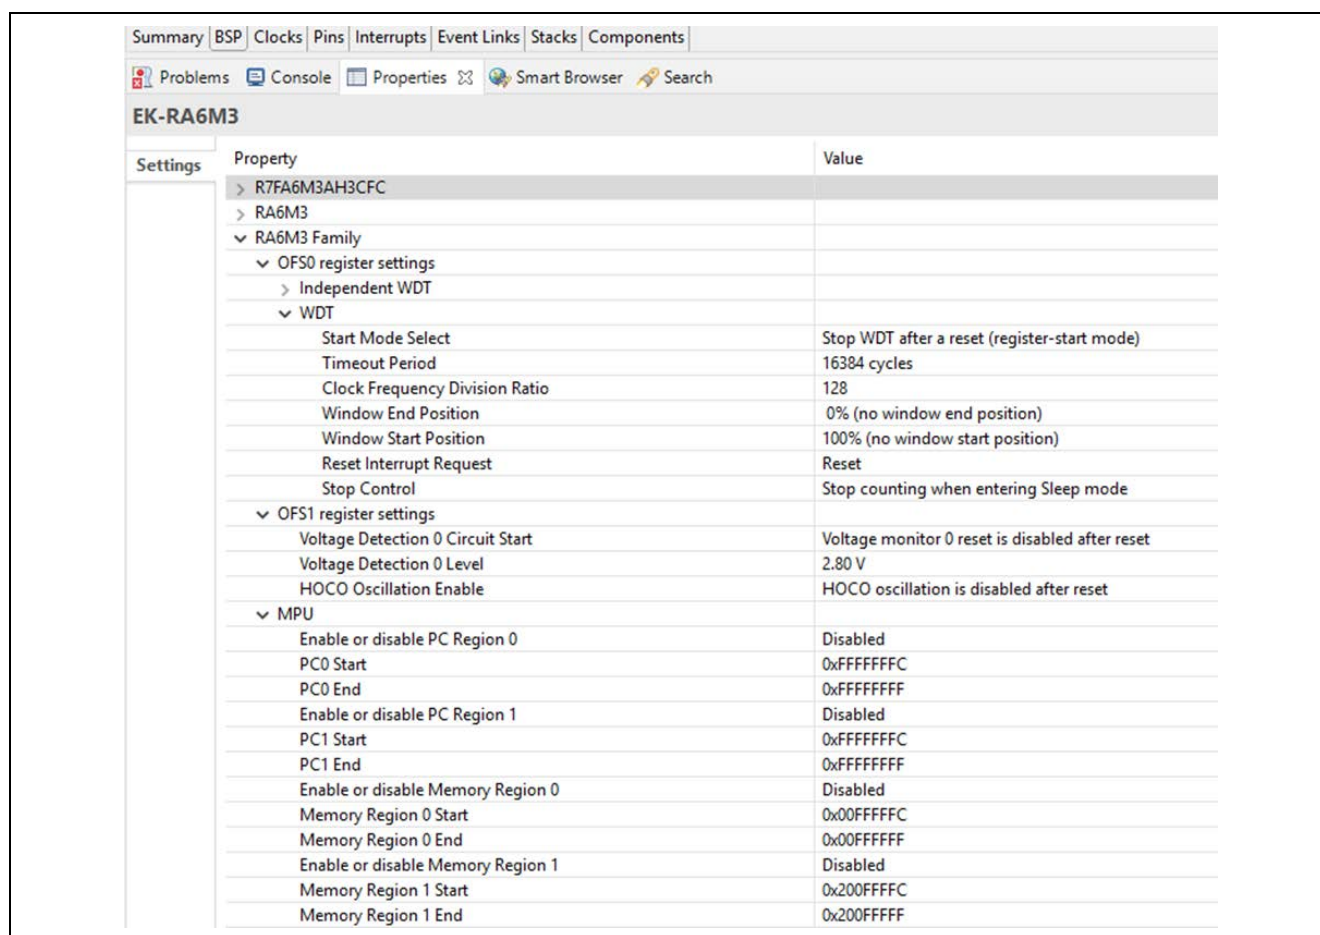 Summary BSP Clocks Pins Interrupts Event Links Stacks Components
Problems Console Properties Smart Browser Search
EK-RA6M3
Settings Property Value
R7FA6M3AH3CFC
RA6M3
RA6M3 Family
OFS0 register settings
Independent WDT
WDT
Start Mode Select Stop WDT after a reset (register-start mode)
Timeout Period 16384 cycles
Clock Frequency Division Ratio 128
Window End Position 0% (no window end position)
Window Start Position 100% (no window start position)
Reset Interrupt Request Reset
Stop Control Stop counting when entering Sleep mode
OFS1 register settings
Voltage Detection 0 Circuit Start Voltage monitor 0 reset is disabled after reset
Voltage Detection 0 Level 2.80 V
HOCO Oscillation Enable HOCO oscillation is disabled after reset
MPU
Enable or disable PC Region 0 Disabled
PC0 Start 0xFFFFFFFC
PC0 End 0xFFFFFFFF
Enable or disable PC Region 1 Disabled
PC1 Start 0xFFFFFFFC
PC1 End 0xFFFFFFFF
Enable or disable Memory Region 0 Disabled
Memory Region 0 Start 0x00FFFFFC
Memory Region 0 End 0x00FFFFFF
Enable or disable Memory Region 1 Disabled
Memory Region 1 Start 0x200FFFFC
Memory Region 1 End 0x200FFFFF